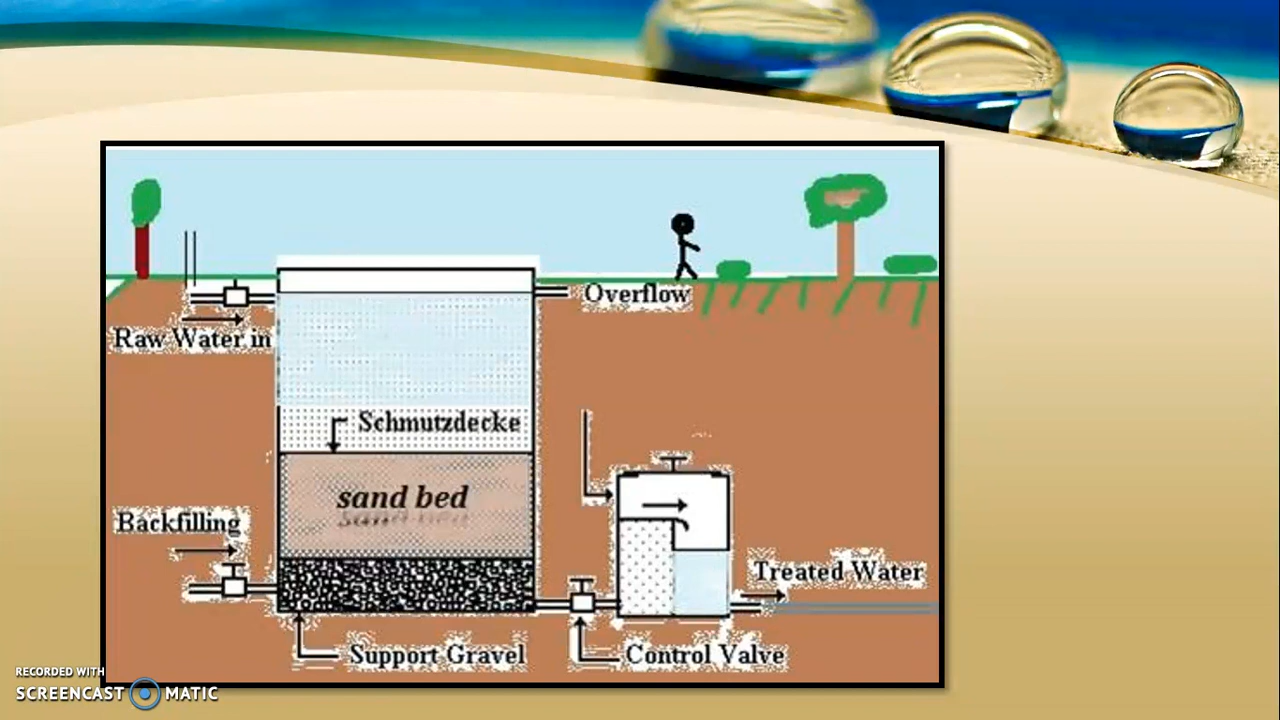 Overflow
Raw Water in
Schmutzdecke
sand bed
Backfilling
Treated Water
Support Gravel
Control Valve
RECORDED WITH
SCREENCAST MATIC